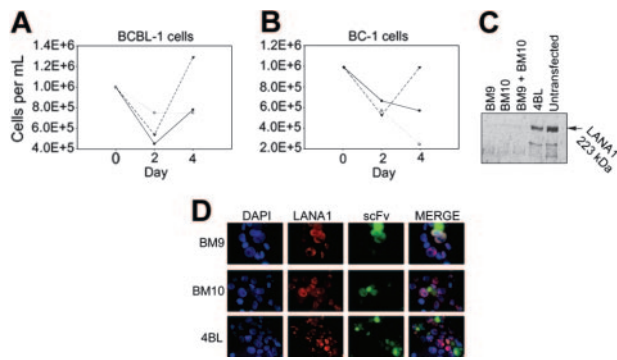 A
BCBL-1 cells
Cells per mL
1.4E+6
1.2E+6
1.0E+6
8.0E+5
6.0E+5
4.0E+5
0 2 4
Day
B
BC-1 cells
1.2E+6
1.0E+6
8.0E+5
6.0E+5
4.0E+5
2.0E+5
0 2 4
Day
C
BM9
BM10
BM9 + BM10
4BL
Untransfected
LANA1
223 kDa
D
DAPI LANA1 scFv MERGE
BM9
BM10
4BL